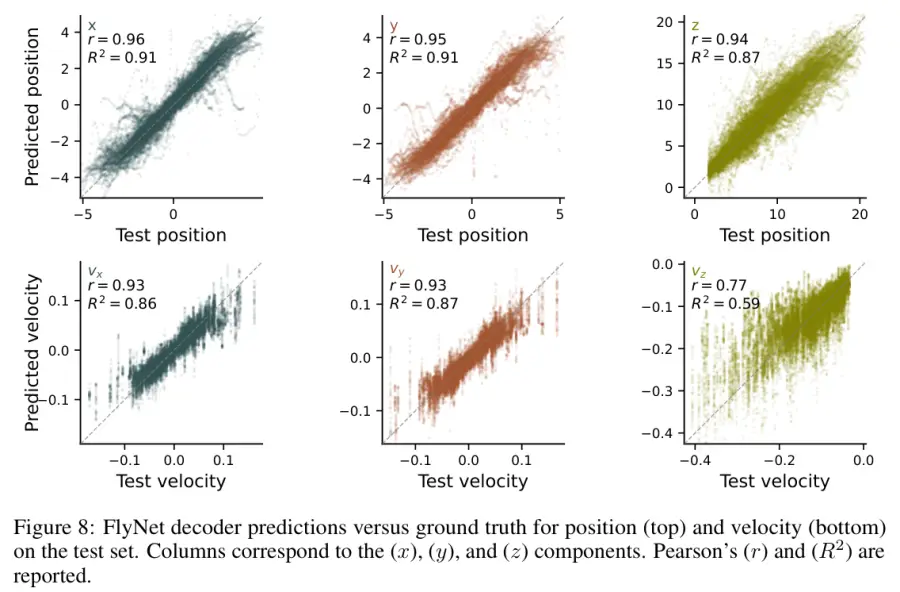 x
r = 0.96
R² = 0.91
y
r = 0.95
R² = 0.91
z
r = 0.94
R² = 0.87
Predicted position
4
2
0
−2
−4
−5
0
Test position
4
2
0
−2
−4
−5
0
5
Test position
20
15
10
5
0
0
10
20
Test position
vₓ
r = 0.93
R² = 0.86
v_y
r = 0.93
R² = 0.87
v_z
r = 0.77
R² = 0.59
Predicted velocity
0.1
0.0
−0.1
−0.1
0.0
0.1
Test velocity
0.1
0.0
−0.1
−0.1
0.0
0.1
Test velocity
0.0
−0.1
−0.2
−0.3
−0.4
−0.4
−0.2
0.0
Test velocity
Figure 8: FlyNet decoder predictions versus ground truth for position (top) and velocity (bottom)
on the test set. Columns correspond to the (x), (y), and (z) components. Pearson's (r) and (R²) are
reported.